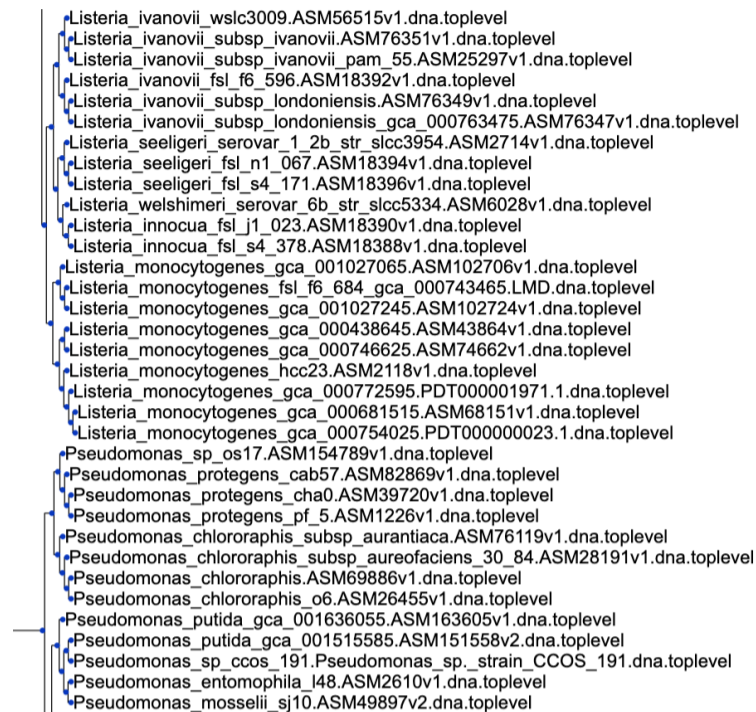 Listeria_ivanovii_wslc3009.ASM56515v1.dna.toplevel
Listeria_ivanovii_subsp_ivanovii.ASM76351v1.dna.toplevel
Listeria_ivanovii_subsp_ivanovii_pam_55.ASM25297v1.dna.toplevel
Listeria_ivanovii_fsl_f6_596.ASM18392v1.dna.toplevel
Listeria_ivanovii_subsp_londoniensis.ASM76349v1.dna.toplevel
Listeria_ivanovii_subsp_londoniensis_gca_000763475.ASM76347v1.dna.toplevel
Listeria_seeligeri_serovar_1_2b_str_slcc3954.ASM2714v1.dna.toplevel
Listeria_seeligeri_fsl_n1_067.ASM18394v1.dna.toplevel
Listeria_seeligeri_fsl_s4_171.ASM18396v1.dna.toplevel
Listeria_welshimeri_serovar_6b_str_slcc5334.ASM6028v1.dna.toplevel
Listeria_innocua_fsl_j1_023.ASM18390v1.dna.toplevel
Listeria_innocua_fsl_s4_378.ASM18388v1.dna.toplevel
Listeria_monocytogenes_gca_001027065.ASM102706v1.dna.toplevel
Listeria_monocytogenes_fsl_f6_684_gca_000743465.LMD.dna.toplevel
Listeria_monocytogenes_gca_001027245.ASM102724v1.dna.toplevel
Listeria_monocytogenes_gca_000438645.ASM43864v1.dna.toplevel
Listeria_monocytogenes_gca_000746625.ASM74662v1.dna.toplevel
Listeria_monocytogenes_hcc23.ASM2118v1.dna.toplevel
Listeria_monocytogenes_gca_000772595.PDT000001971.1.dna.toplevel
Listeria_monocytogenes_gca_000681515.ASM68151v1.dna.toplevel
Listeria_monocytogenes_gca_000754025.PDT000000023.1.dna.toplevel
Pseudomonas_sp_os17.ASM154789v1.dna.toplevel
Pseudomonas_protegens_cab57.ASM82869v1.dna.toplevel
Pseudomonas_protegens_cha0.ASM39720v1.dna.toplevel
Pseudomonas_protegens_pf_5.ASM1226v1.dna.toplevel
Pseudomonas_chlororaphis_subsp_aurantiaca.ASM76119v1.dna.toplevel
Pseudomonas_chlororaphis_subsp_aureofaciens_30_84.ASM28191v1.dna.toplevel
Pseudomonas_chlororaphis.ASM69886v1.dna.toplevel
Pseudomonas_chlororaphis_o6.ASM26455v1.dna.toplevel
Pseudomonas_putida_gca_001636055.ASM163605v1.dna.toplevel
Pseudomonas_putida_gca_001515585.ASM151558v2.dna.toplevel
Pseudomonas_sp_ccos_191.Pseudomonas_sp._strain_CCOS_191.dna.toplevel
Pseudomonas_entomophila_l48.ASM2610v1.dna.toplevel
Pseudomonas_mosselii_sj10.ASM49897v2.dna.toplevel